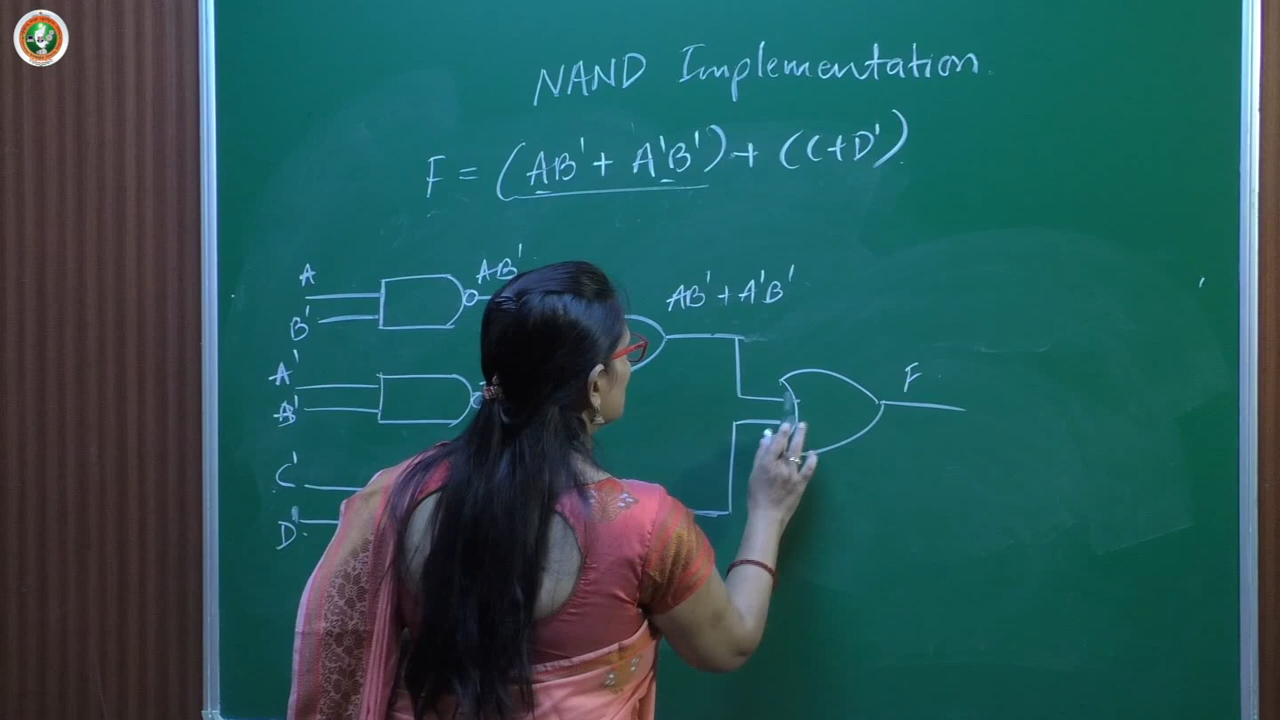 NAND Implementation.
F = (AB' + A'B') + (C+D')
A
AB'
B'
AB' + A'B'
A'
B'
F
C'
D